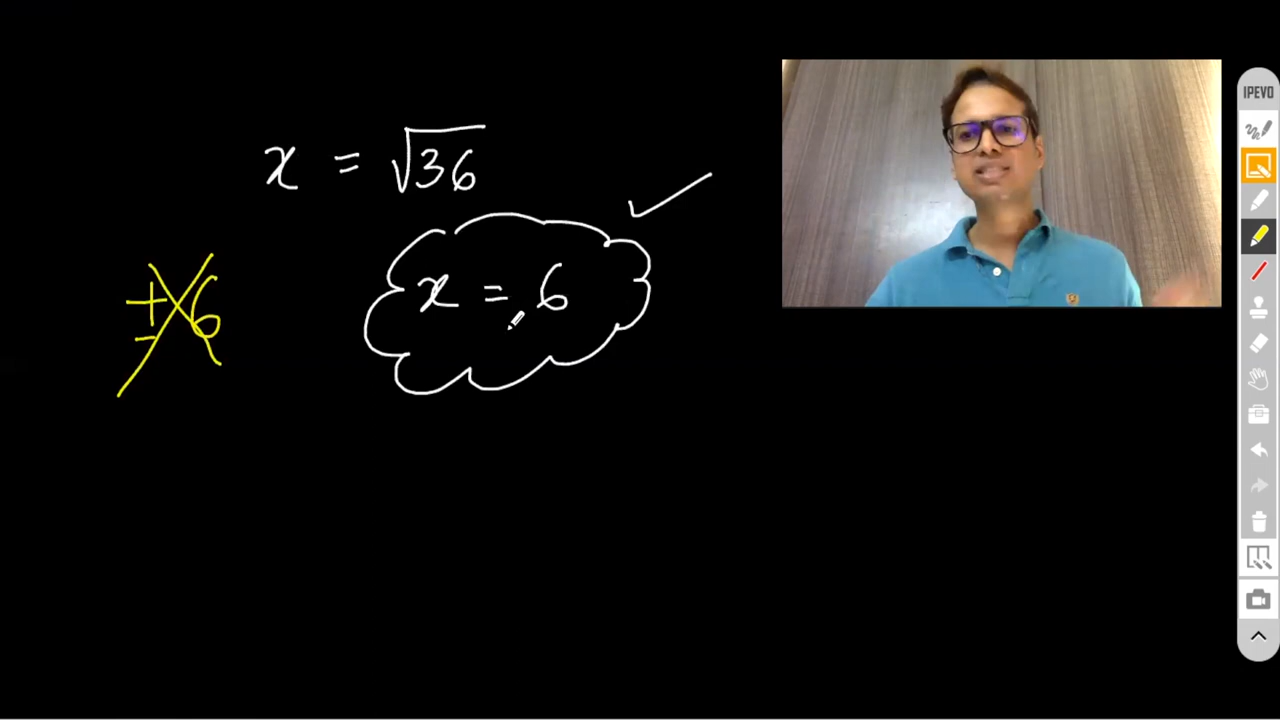 x = √36
x = 6
± 6
IPEVO